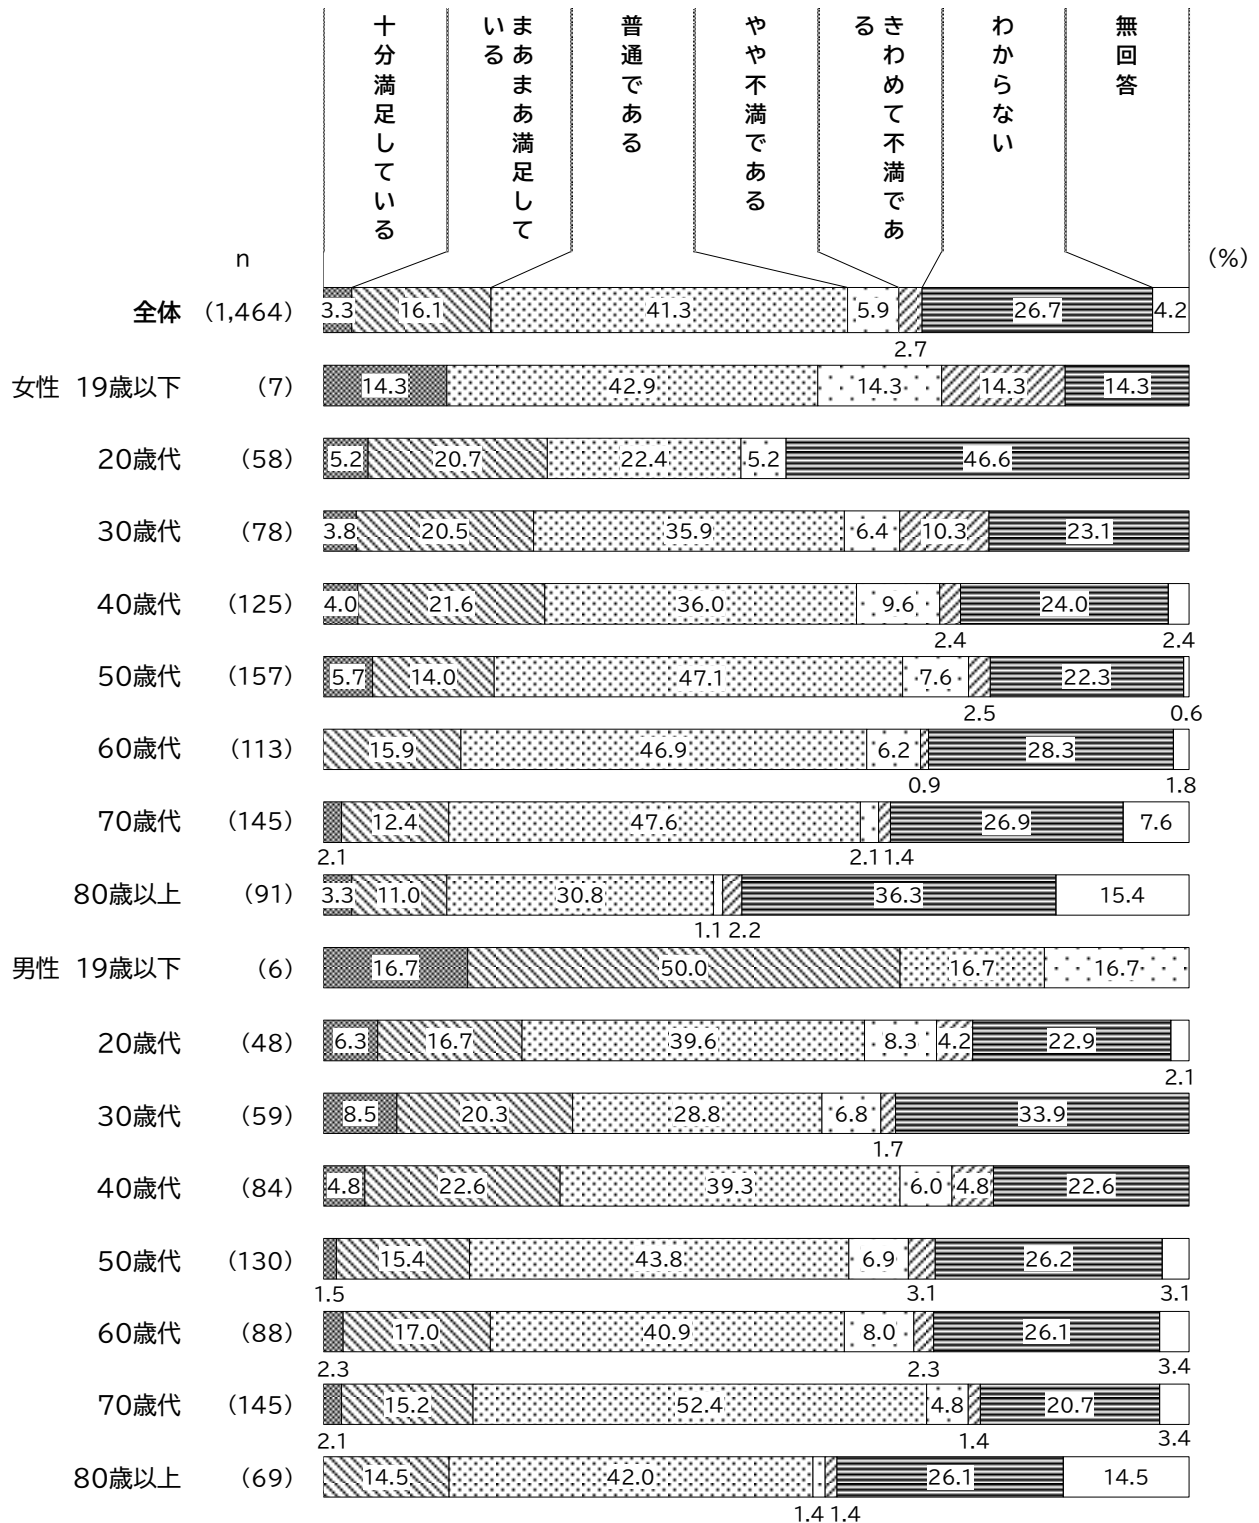 十分満足している
まあまあ満足して
いる
普通である
やや不満である
きわめて不満であ
る
わからない
無回答
n
(%)
全体 (1,464) 3.3 16.1 41.3 5.9 26.7 4.2
2.7
女性 19歳以下 (7) 14.3 42.9 14.3 14.3 14.3
20歳代 (58) 5.2 20.7 22.4 5.2 46.6
30歳代 (78) 3.8 20.5 35.9 6.4 10.3 23.1
40歳代 (125) 4.0 21.6 36.0 9.6 24.0
2.4 2.4
50歳代 (157) 5.7 14.0 47.1 7.6 22.3
2.5 0.6
60歳代 (113) 15.9 46.9 6.2 28.3
0.9 1.8
70歳代 (145) 12.4 47.6 26.9 7.6
2.1 2.1 1.4
80歳以上 (91) 3.3 11.0 30.8 36.3 15.4
1.1 2.2
男性 19歳以下 (6) 16.7 50.0 16.7 16.7
20歳代 (48) 6.3 16.7 39.6 8.3 4.2 22.9
2.1
30歳代 (59) 8.5 20.3 28.8 6.8 33.9
1.7
40歳代 (84) 4.8 22.6 39.3 6.0 4.8 22.6
50歳代 (130) 15.4 43.8 6.9 26.2
1.5 3.1 3.1
60歳代 (88) 17.0 40.9 8.0 26.1
2.3 2.3 3.4
70歳代 (145) 15.2 52.4 4.8 20.7
2.1 1.4 3.4
80歳以上 (69) 14.5 42.0 26.1 14.5
1.4 1.4